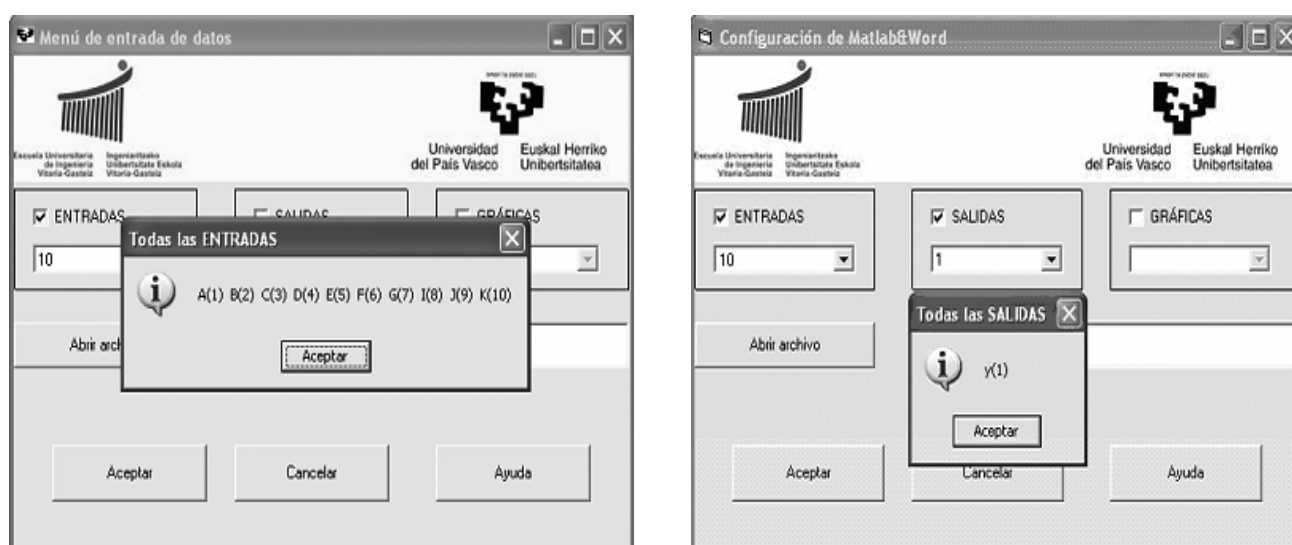 Menú de entrada de datos
Escuela Universitaria de Ingeniería Vitoria-Gasteiz
Ingeniaritzako Unibertsitate Eskola Vitoria-Gasteiz
Universidad del País Vasco
Euskal Herriko Unibertsitatea
ENTRADAS
SALIDAS
GRÁFICAS
10
Todas las ENTRADAS
A(1) B(2) C(3) D(4) E(5) F(6) G(7) I(8) J(9) K(10)
Aceptar
Abrir arch
Aceptar
Cancelar
Ayuda
Configuración de Matlab&Word
Escuela Universitaria de Ingeniería Vitoria-Gasteiz
Ingeniaritzako Unibertsitate Eskola Vitoria-Gasteiz
Universidad del País Vasco
Euskal Herriko Unibertsitatea
ENTRADAS
SALIDAS
GRÁFICAS
10
1
Todas las SALIDAS
y(1)
Aceptar
Abrir archivo
Aceptar
Cancelar
Ayuda